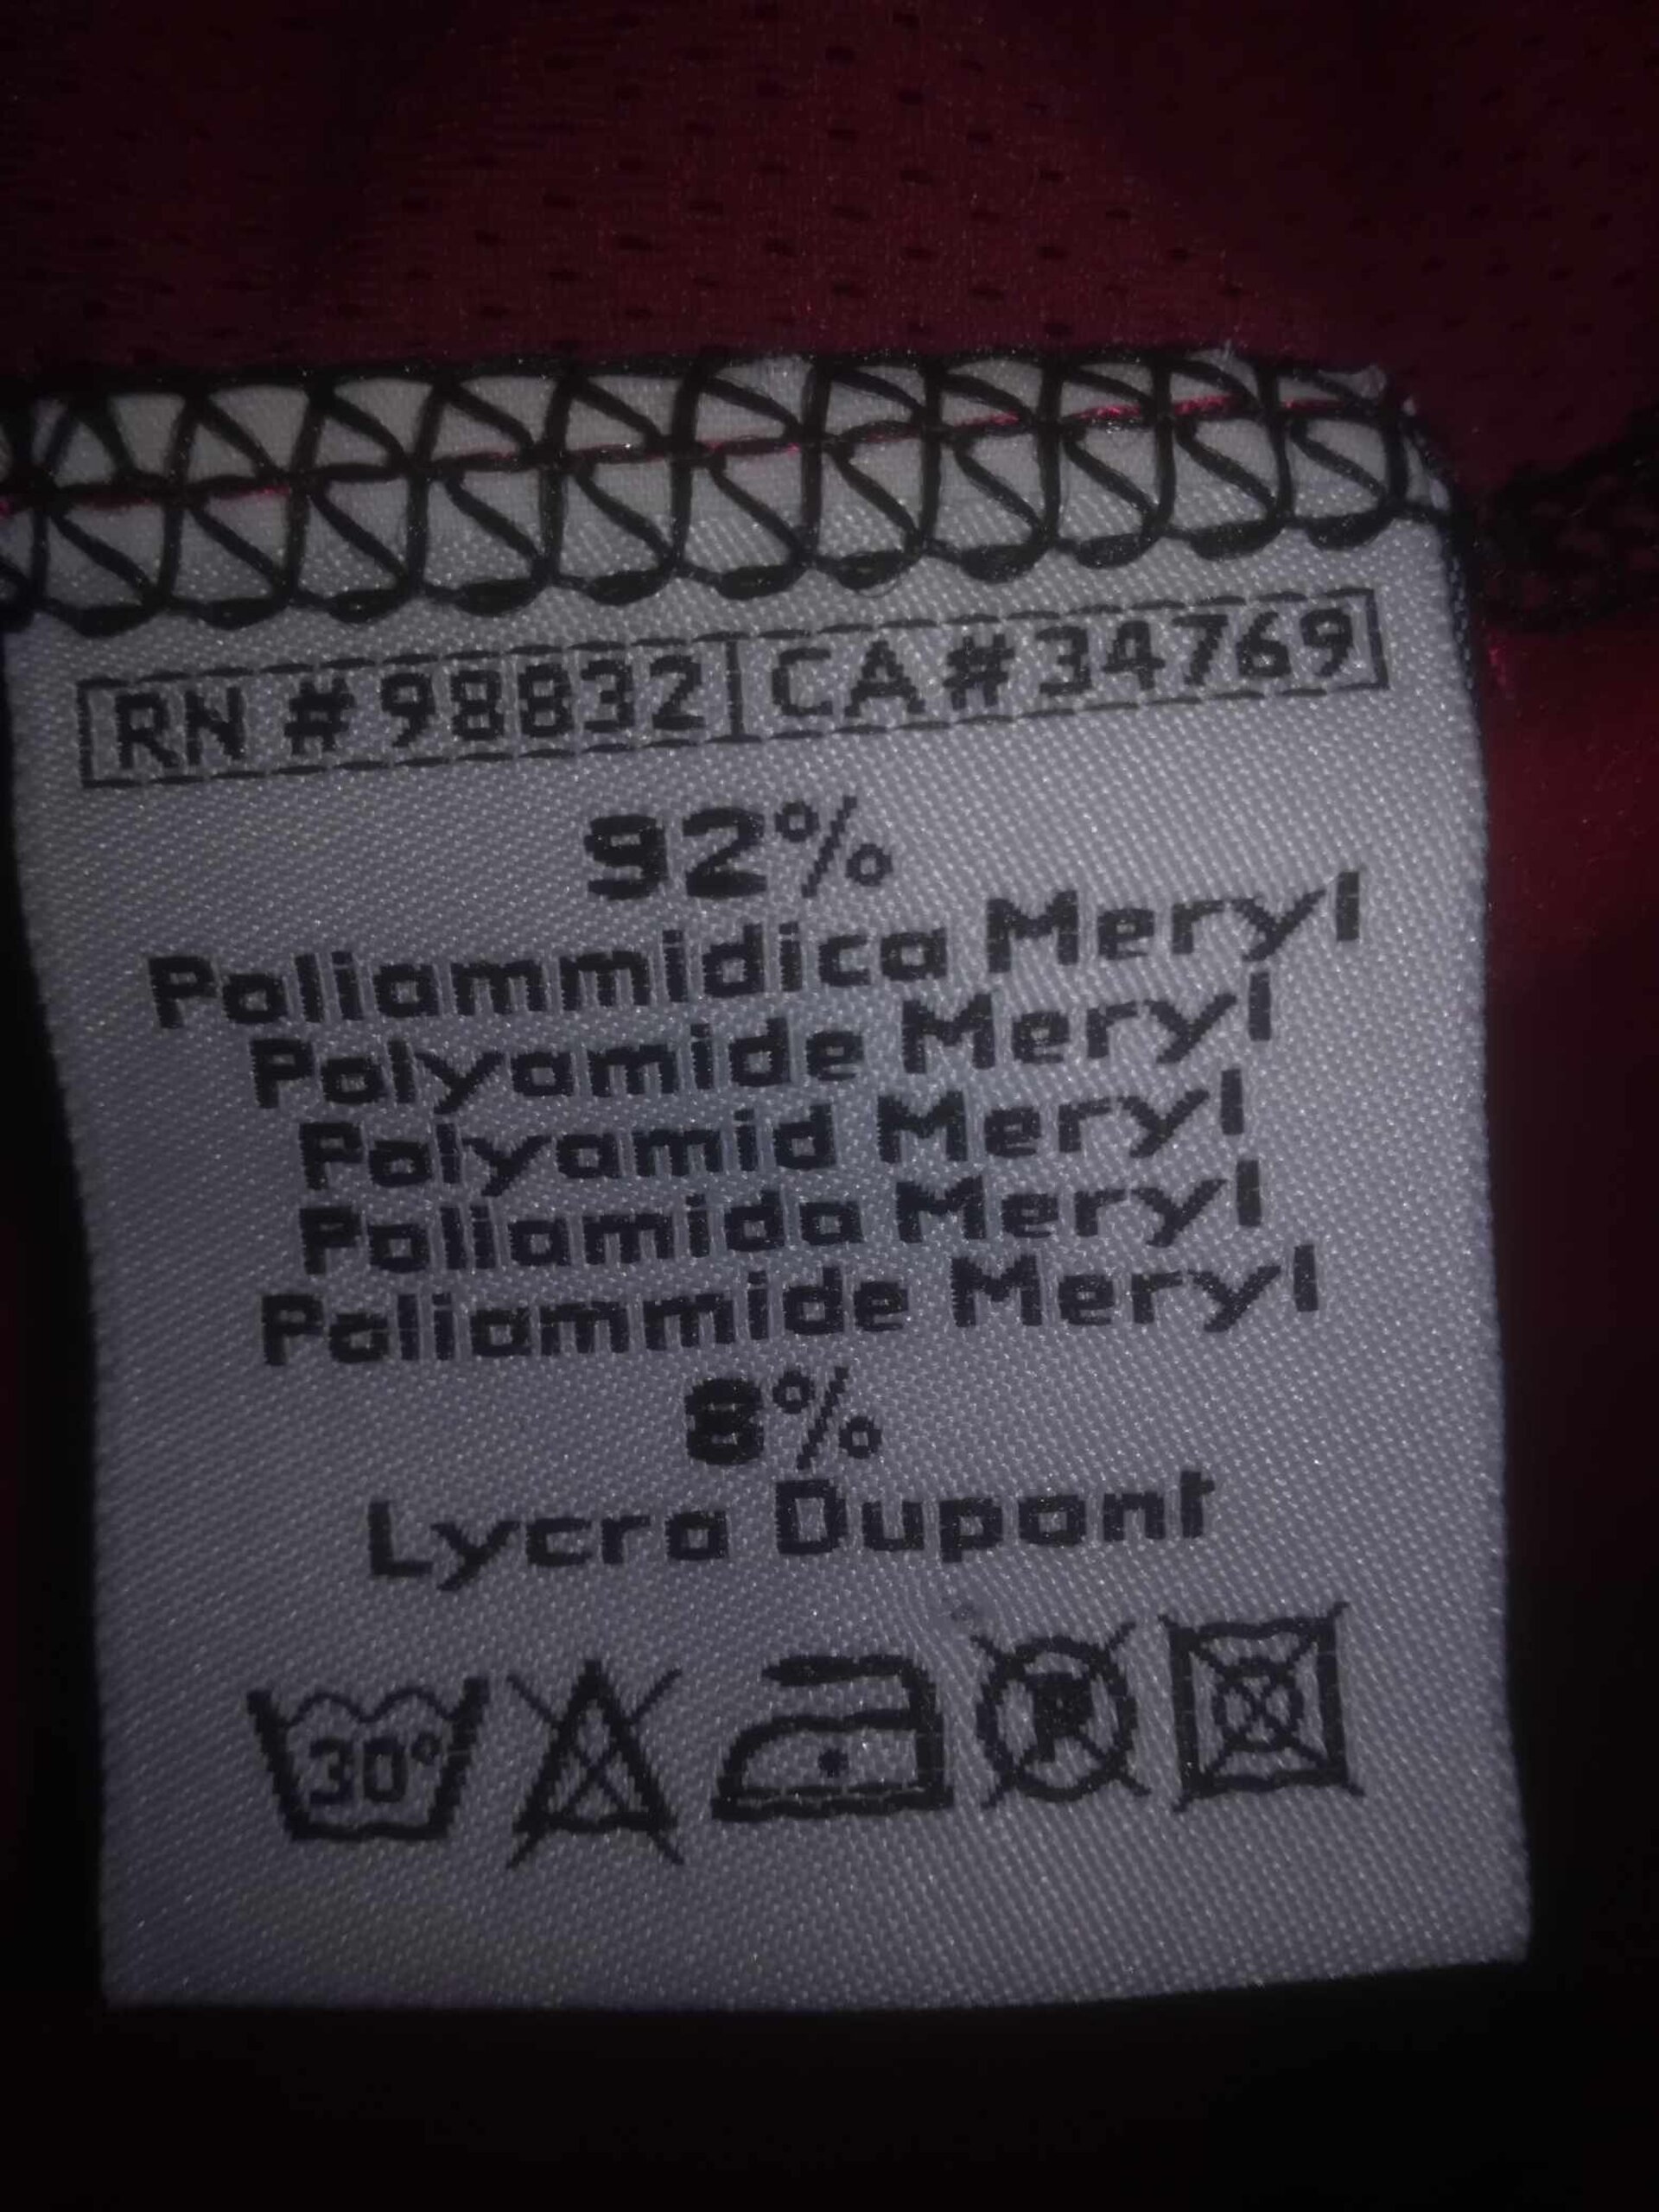 RN #98832 CA#34769
92%
Poliammidica Meryl
Polyamide Meryl
Polyamid Meryl
Poliamida Meryl
Poliammide Meryl
8%
Lycra Dupont
30°